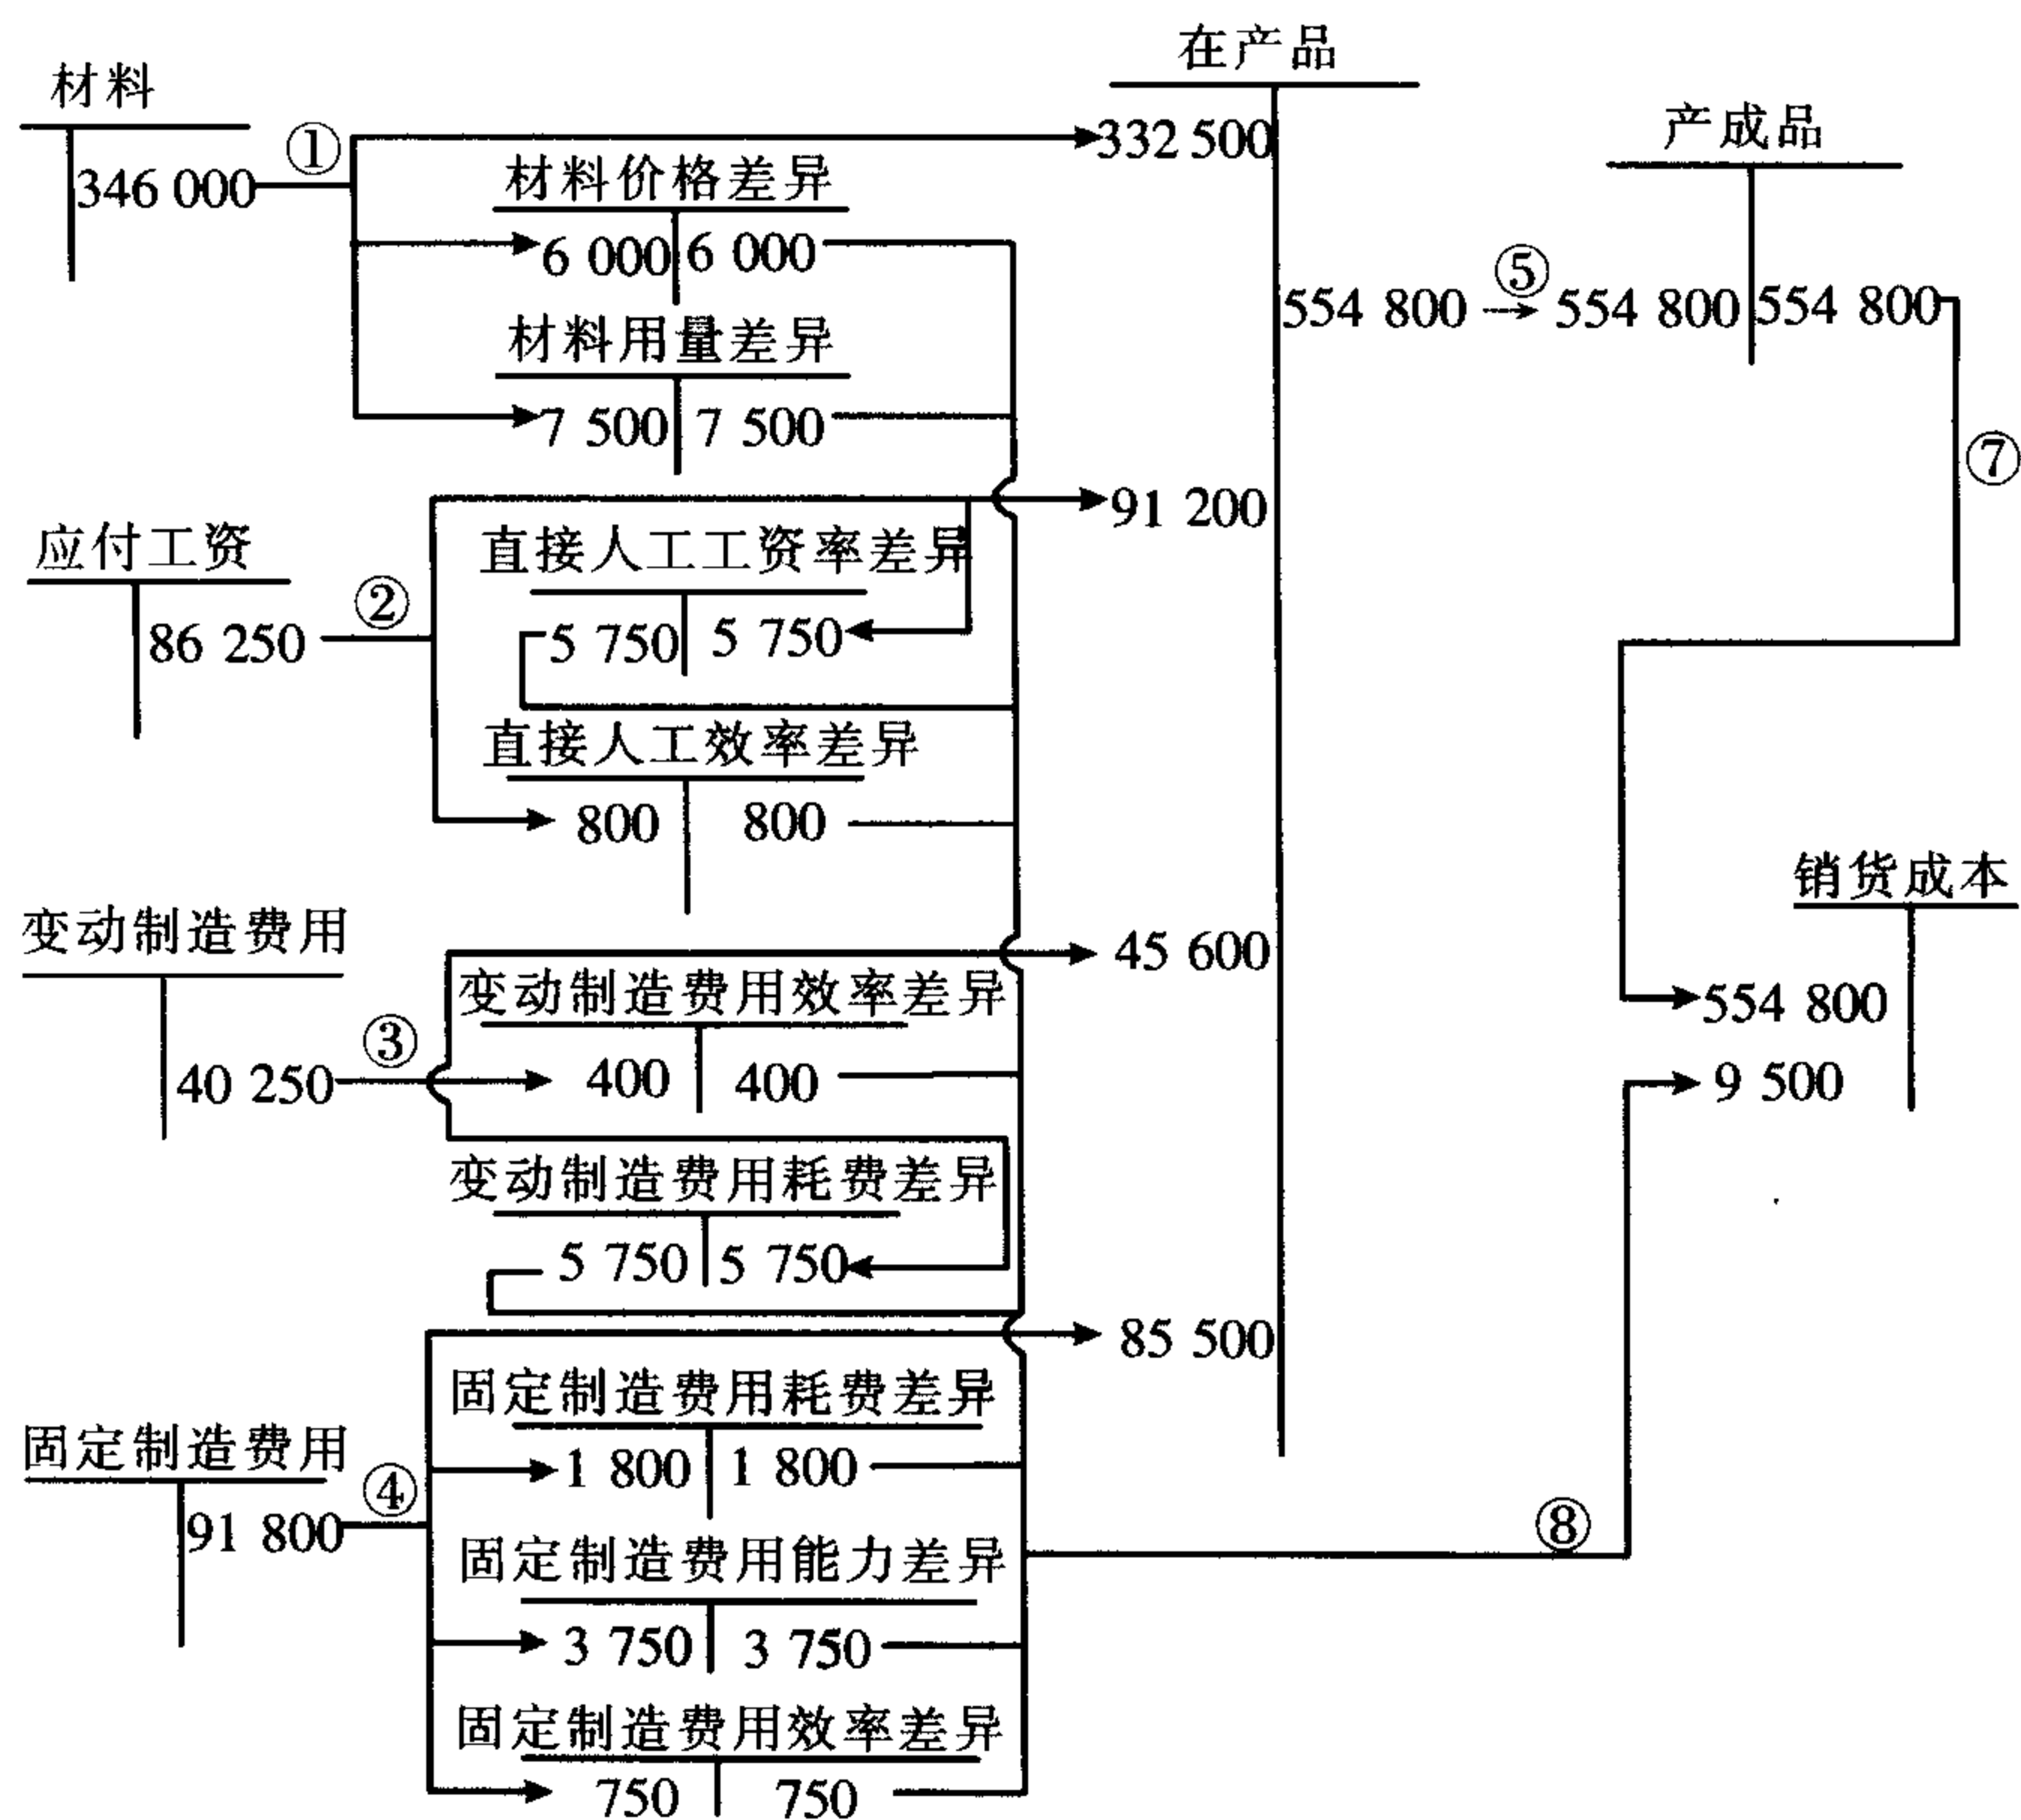 在产品
材料
产成品
①
332 500
346 000
材料价格差异
6 000 6 000
⑤
554 800 554 800 554 800
材料用量差异
7 500 7 500
⑦
91 200
应付工资
直接人工工资率差异
②
86 250
5 750 5 750
直接人工效率差异
800 800
销货成本
变动制造费用
45 600
变动制造费用效率差异
554 800
③
40 250
400 400
9 500
变动制造费用耗费差异
5 750 5 750
85 500
固定制造费用耗费差异
固定制造费用
1 800 1 800
④
91 800
⑧
固定制造费用能力差异
3 750 3 750
固定制造费用效率差异
750 750